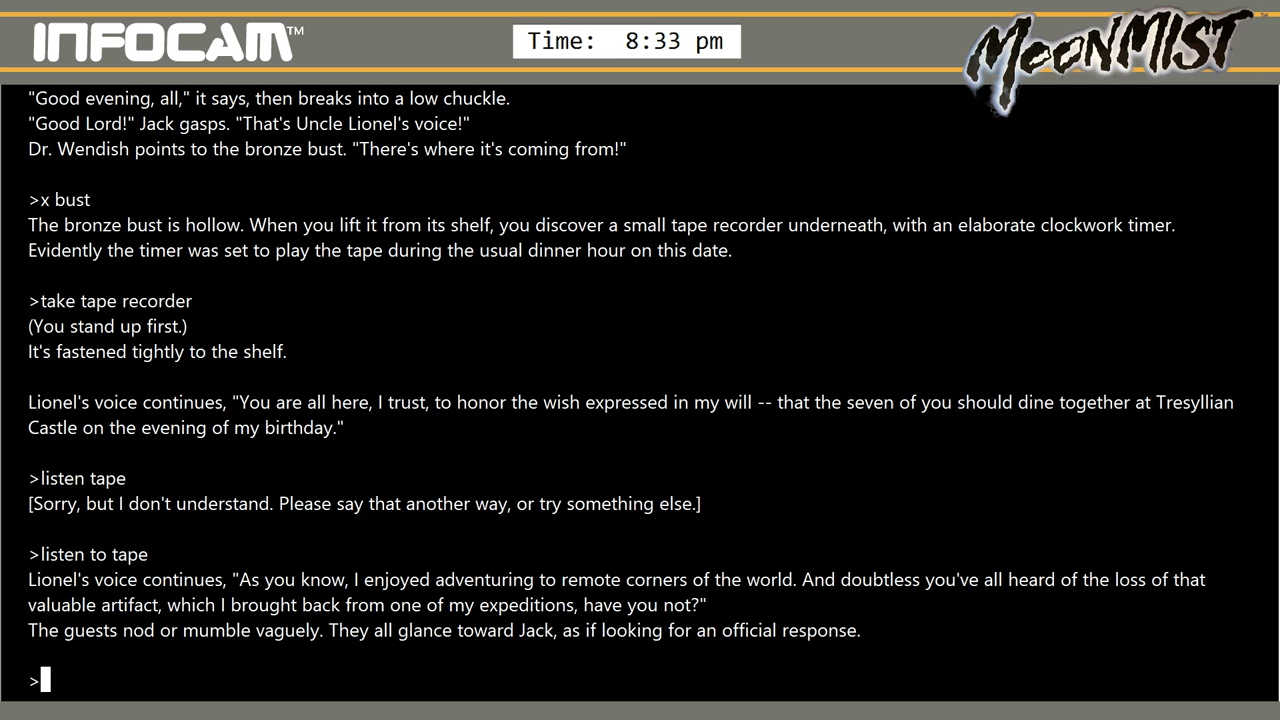 INFOCAM™
Time: 8:33 pm
MOONMIST
"Good evening, all," it says, then breaks into a low chuckle.
"Good Lord!" Jack gasps. "That's Uncle Lionel's voice!"
Dr. Wendish points to the bronze bust. "There's where it's coming from!"
>x bust
The bronze bust is hollow. When you lift it from its shelf, you discover a small tape recorder underneath, with an elaborate clockwork timer.
Evidently the timer was set to play the tape during the usual dinner hour on this date.
>take tape recorder
(You stand up first.)
It's fastened tightly to the shelf.
Lionel's voice continues, "You are all here, I trust, to honor the wish expressed in my will -- that the seven of you should dine together at Tresyllian
Castle on the evening of my birthday."
>listen tape
[Sorry, but I don't understand. Please say that another way, or try something else.]
>listen to tape
Lionel's voice continues, "As you know, I enjoyed adventuring to remote corners of the world. And doubtless you've all heard of the loss of that
valuable artifact, which I brought back from one of my expeditions, have you not?"
The guests nod or mumble vaguely. They all glance toward Jack, as if looking for an official response.
>